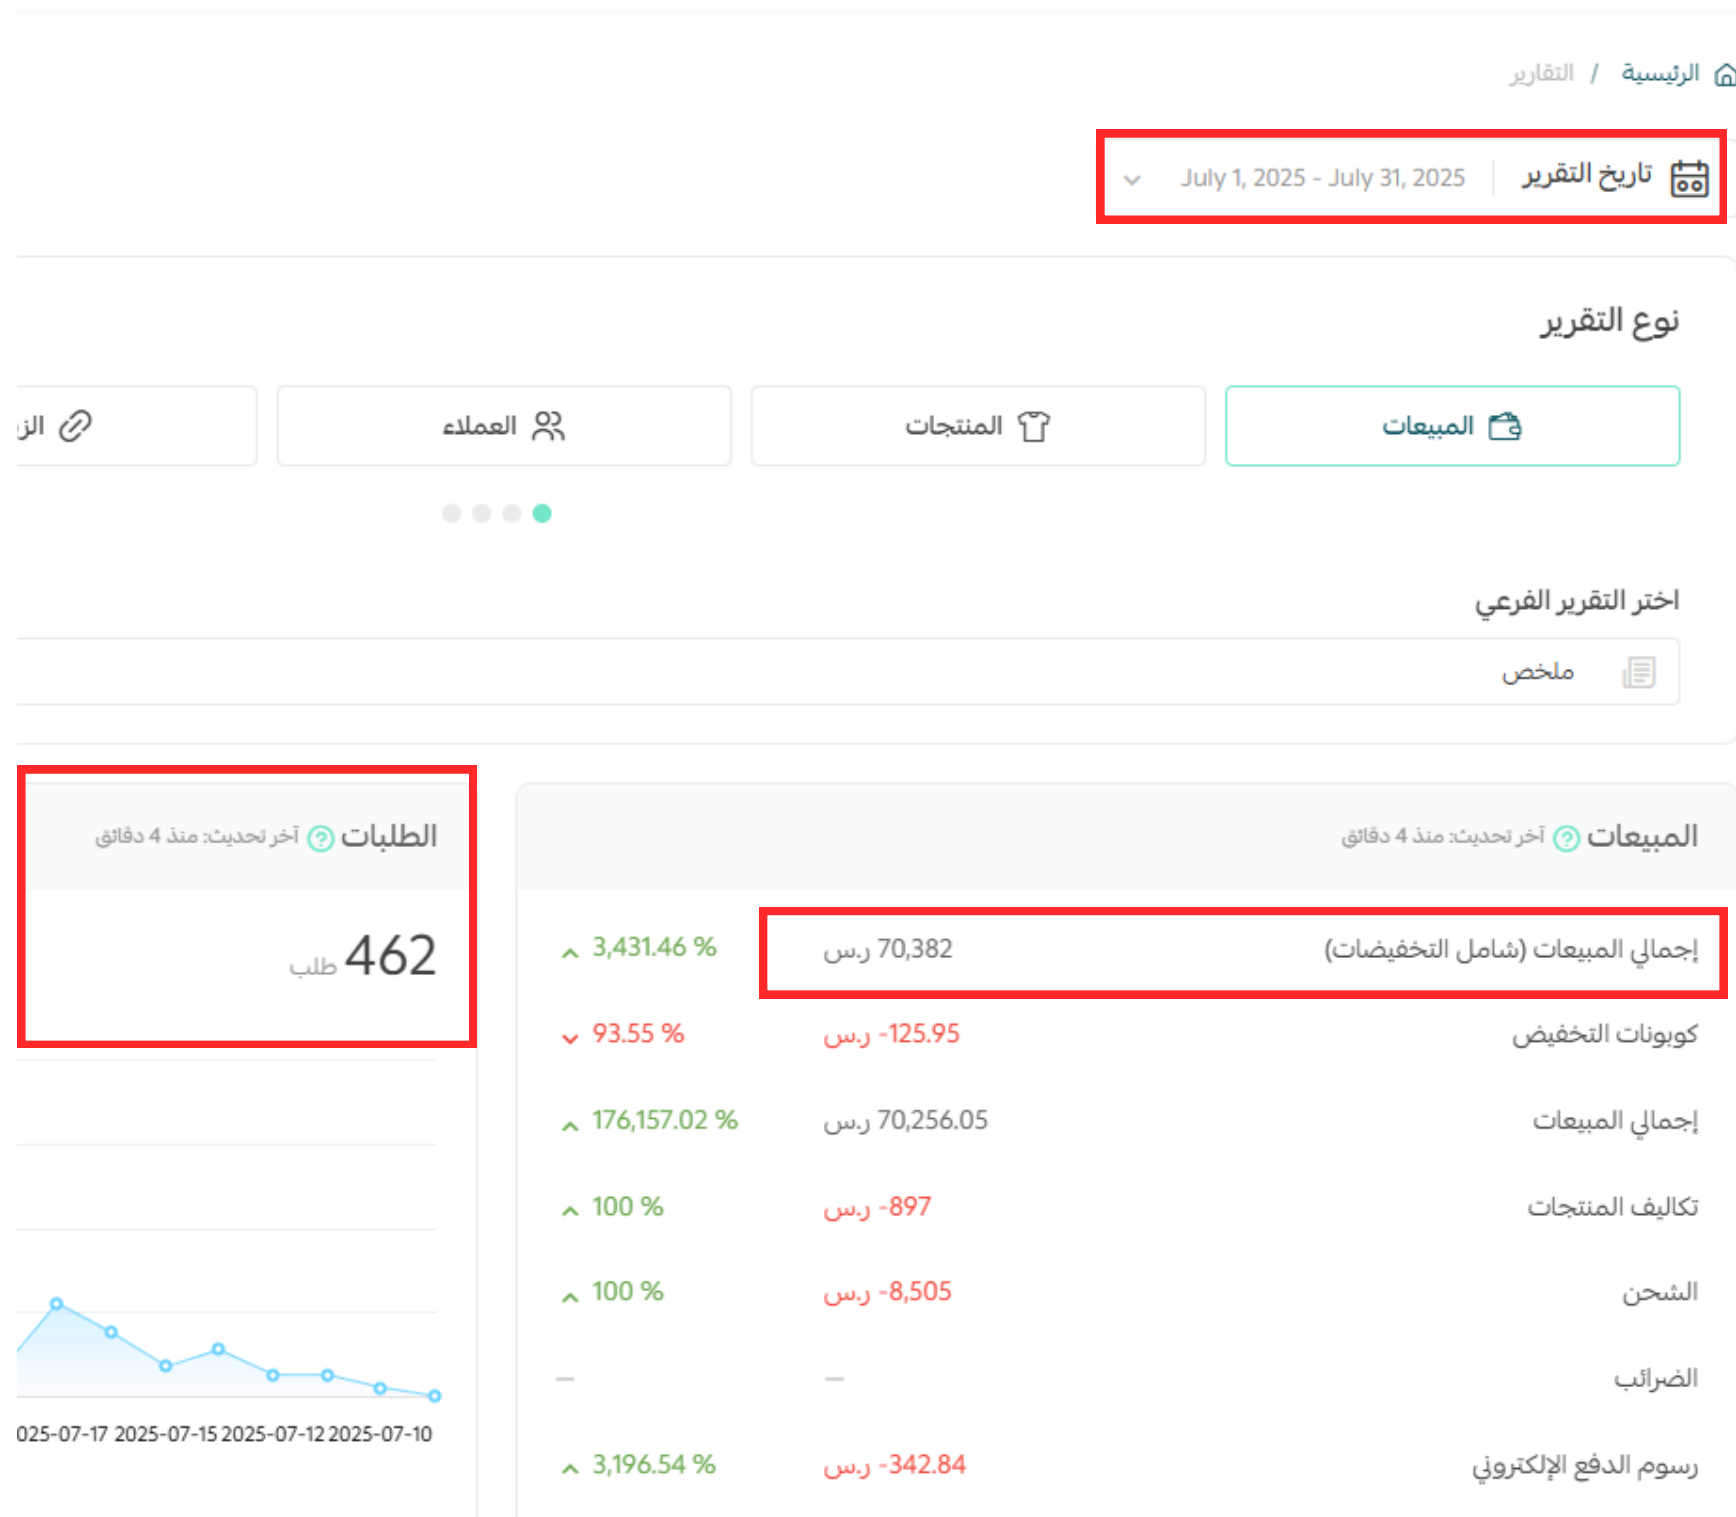 الرئيسية / التقارير
تاريخ التقرير July 1, 2025 - July 31, 2025
نوع التقرير
المبيعات
المنتجات
العملاء
اختر التقرير الفرعي
ملخص
المبيعات ? آخر تحديث: منذ 4 دقائق
إجمالي المبيعات (شامل التخفيضات) 70,382 ر.س 3,431.46 %
كوبونات التخفيض -125.95 ر.س 93.55 %
إجمالي المبيعات 70,256.05 ر.س 176,157.02 %
تكاليف المنتجات -897 ر.س 100 %
الشحن -8,505 ر.س 100 %
الضرائب – –
رسوم الدفع الإلكتروني -342.84 ر.س 3,196.54 %
الطلبات ? آخر تحديث: منذ 4 دقائق
462 طلب
025-07-17 2025-07-15 2025-07-12 2025-07-10